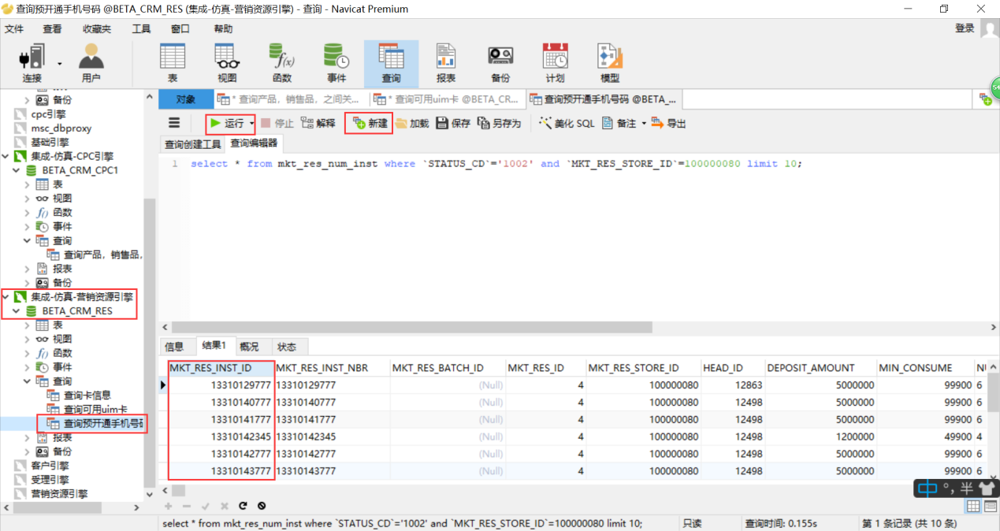 查询预开通手机号码 @BETA_CRM_RES (集成-仿真-营销资源引擎) - 查询 - Navicat Premium
文件 查看 收藏夹 工具 窗口 帮助 登录
连接 用户 表 视图 函数 事件 查询 报表 备份 计划 模型
备份
cpc引擎
msc_dbproxy
基础引擎
集成-仿真-CPC引擎
BETA_CRM_CPC1
表
视图
函数
事件
查询
查询产品，销售品，
报表
备份
集成-仿真-营销资源引擎
BETA_CRM_RES
表
视图
函数
事件
查询
查询卡信息
查询可用uim卡
查询预开通手机号码
报表
备份
客户引擎
受理引擎
营销资源引擎
对象 * 查询产品，销售品，之间关... * 查询可用uim卡 @BETA_CR... 查询预开通手机号码 @BETA_...
运行 停止 解释 新建 加载 保存 另存为 美化 SQL 备注 导出
查询创建工具 查询编辑器
1 select * from mkt_res_num_inst where `STATUS_CD`='1002' and `MKT_RES_STORE_ID`=100000080 limit 10;
信息 结果1 概况 状态
MKT_RES_INST_ID MKT_RES_INST_NBR MKT_RES_BATCH_ID MKT_RES_ID MKT_RES_STORE_ID HEAD_ID DEPOSIT_AMOUNT MIN_CONSUME
13310129777 13310129777 (Null) 4 100000080 12863 5000000 99900 6
13310140777 13310140777 (Null) 4 100000080 12498 5000000 99900 6
13310141777 13310141777 (Null) 4 100000080 12498 5000000 99900 6
13310142345 13310142345 (Null) 4 100000080 12498 1200000 49900 4
13310142777 13310142777 (Null) 4 100000080 12498 5000000 99900 6
13310143777 13310143777 (Null) 4 100000080 12498 5000000 99900 6
中 °, 半
select * from mkt_res_num_inst where `STATUS_CD`='1002' and `MKT_RES_STORE_ID`=100000080 limit 10; 只读 查询时间: 0.155s 第 1 条记录 (共 10 条)